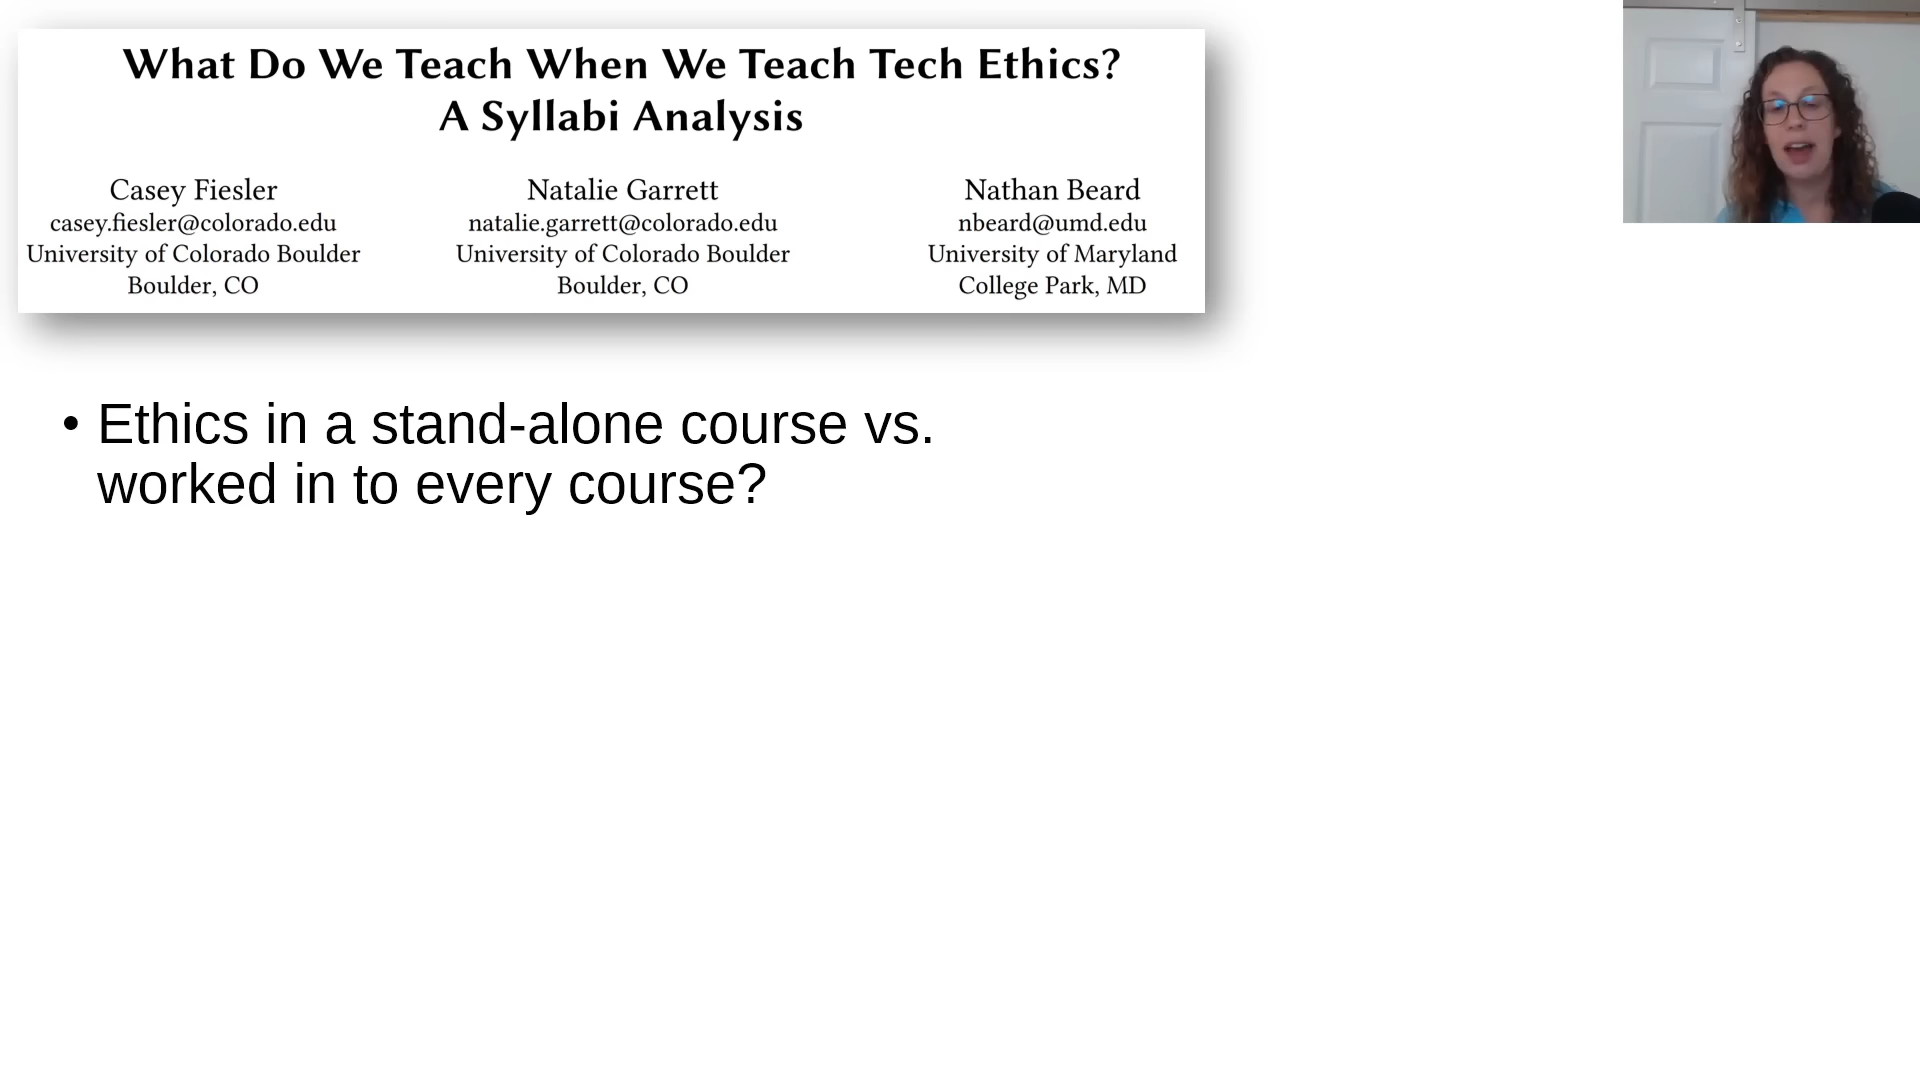 What Do We Teach When We Teach Tech Ethics?
A Syllabi Analysis
Casey Fiesler
casey.fiesler@colorado.edu
University of Colorado Boulder
Boulder, CO
Natalie Garrett
natalie.garrett@colorado.edu
University of Colorado Boulder
Boulder, CO
Nathan Beard
nbeard@umd.edu
University of Maryland
College Park, MD
• Ethics in a stand-alone course vs.
worked in to every course?